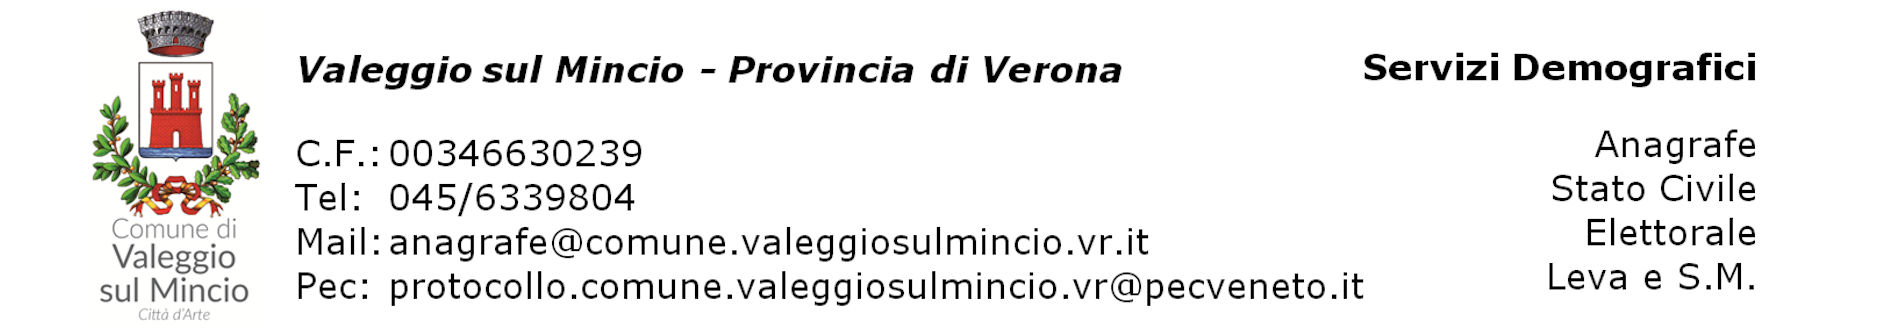 Comune di
Valeggio
sul Mincio
Città d'Arte
Valeggio sul Mincio - Provincia di Verona
C.F.: 00346630239
Tel: 045/6339804
Mail: anagrafe@comune.valeggiosulmincio.vr.it
Pec: protocollo.comune.valeggiosulmincio.vr@pecveneto.it
Servizi Demografici
Anagrafe
Stato Civile
Elettorale
Leva e S.M.